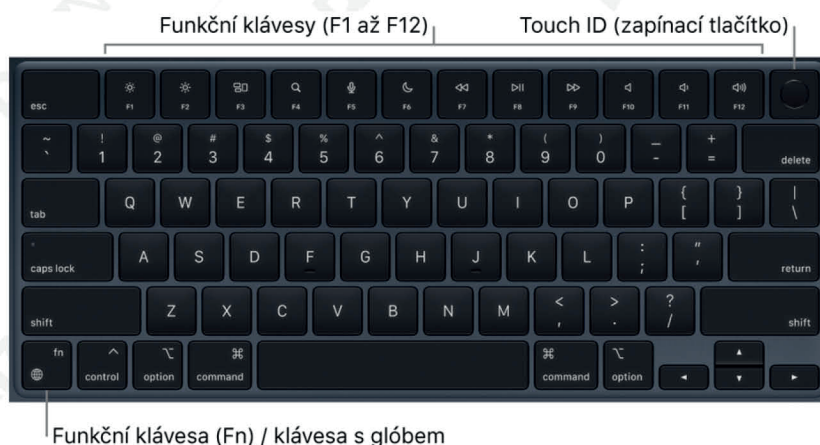 Funkční klávesy (F1 až F12) Touch ID (zapínací tlačítko)
esc F1 F2 F3 F4 F5 F6 F7 F8 F9 F10 F11 F12
~ ! @ # $ % ^ & * ( ) _ +
` 1 2 3 4 5 6 7 8 9 0 - = delete
tab Q W E R T Y U I O P { } |
[ ] \
caps lock A S D F G H J K L : "
; ' return
shift Z X C V B N M < > ?
, . / shift
fn ^ ⌥ ⌘ ⌘ ⌥
control option command command option
Funkční klávesa (Fn) / klávesa s glóbem